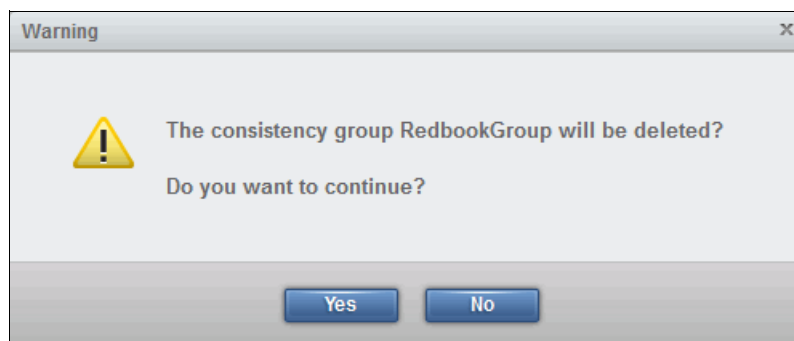 Warning
x
The consistency group RedbookGroup will be deleted?
Do you want to continue?
Yes No